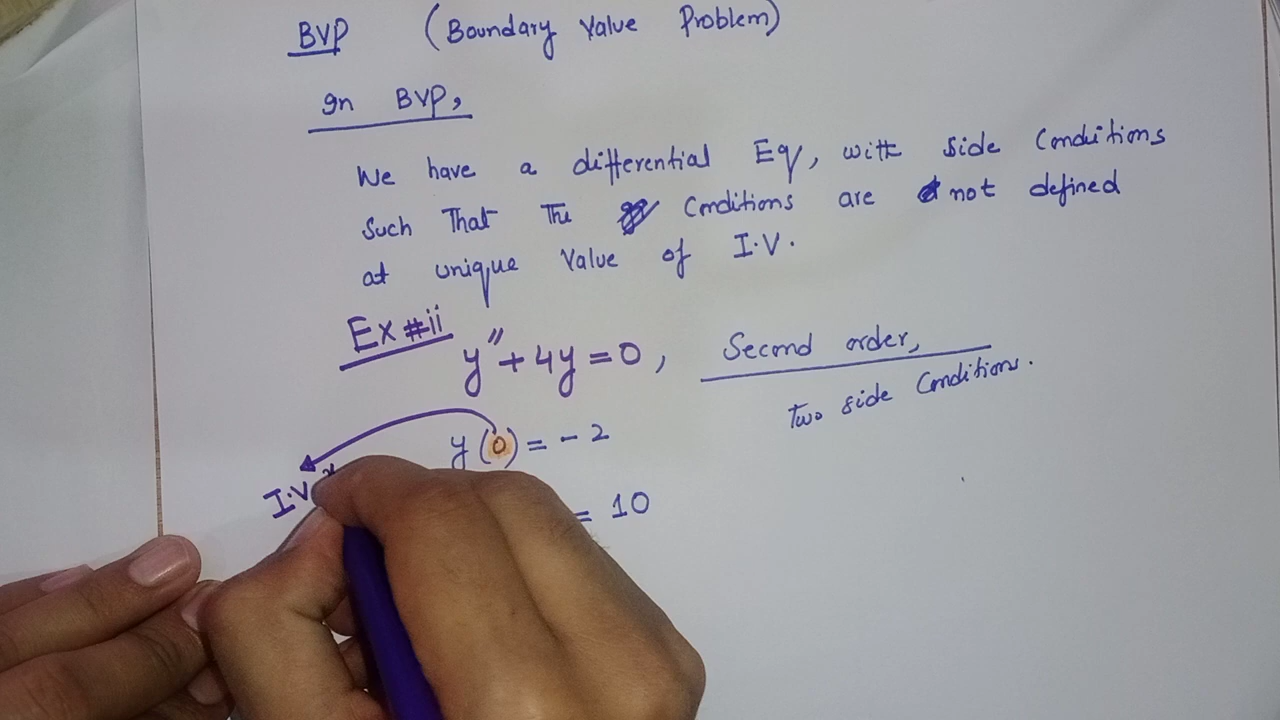 BVP (Boundary Value Problem)
In BVP,
We have a differential Eq, with side Conditions
Such That The Conditions are not defined
at unique Value of I.V.
Ex #ii
y" + 4y = 0, Second order,
Two side Conditions.
y(0) = - 2
I.V x
= 10